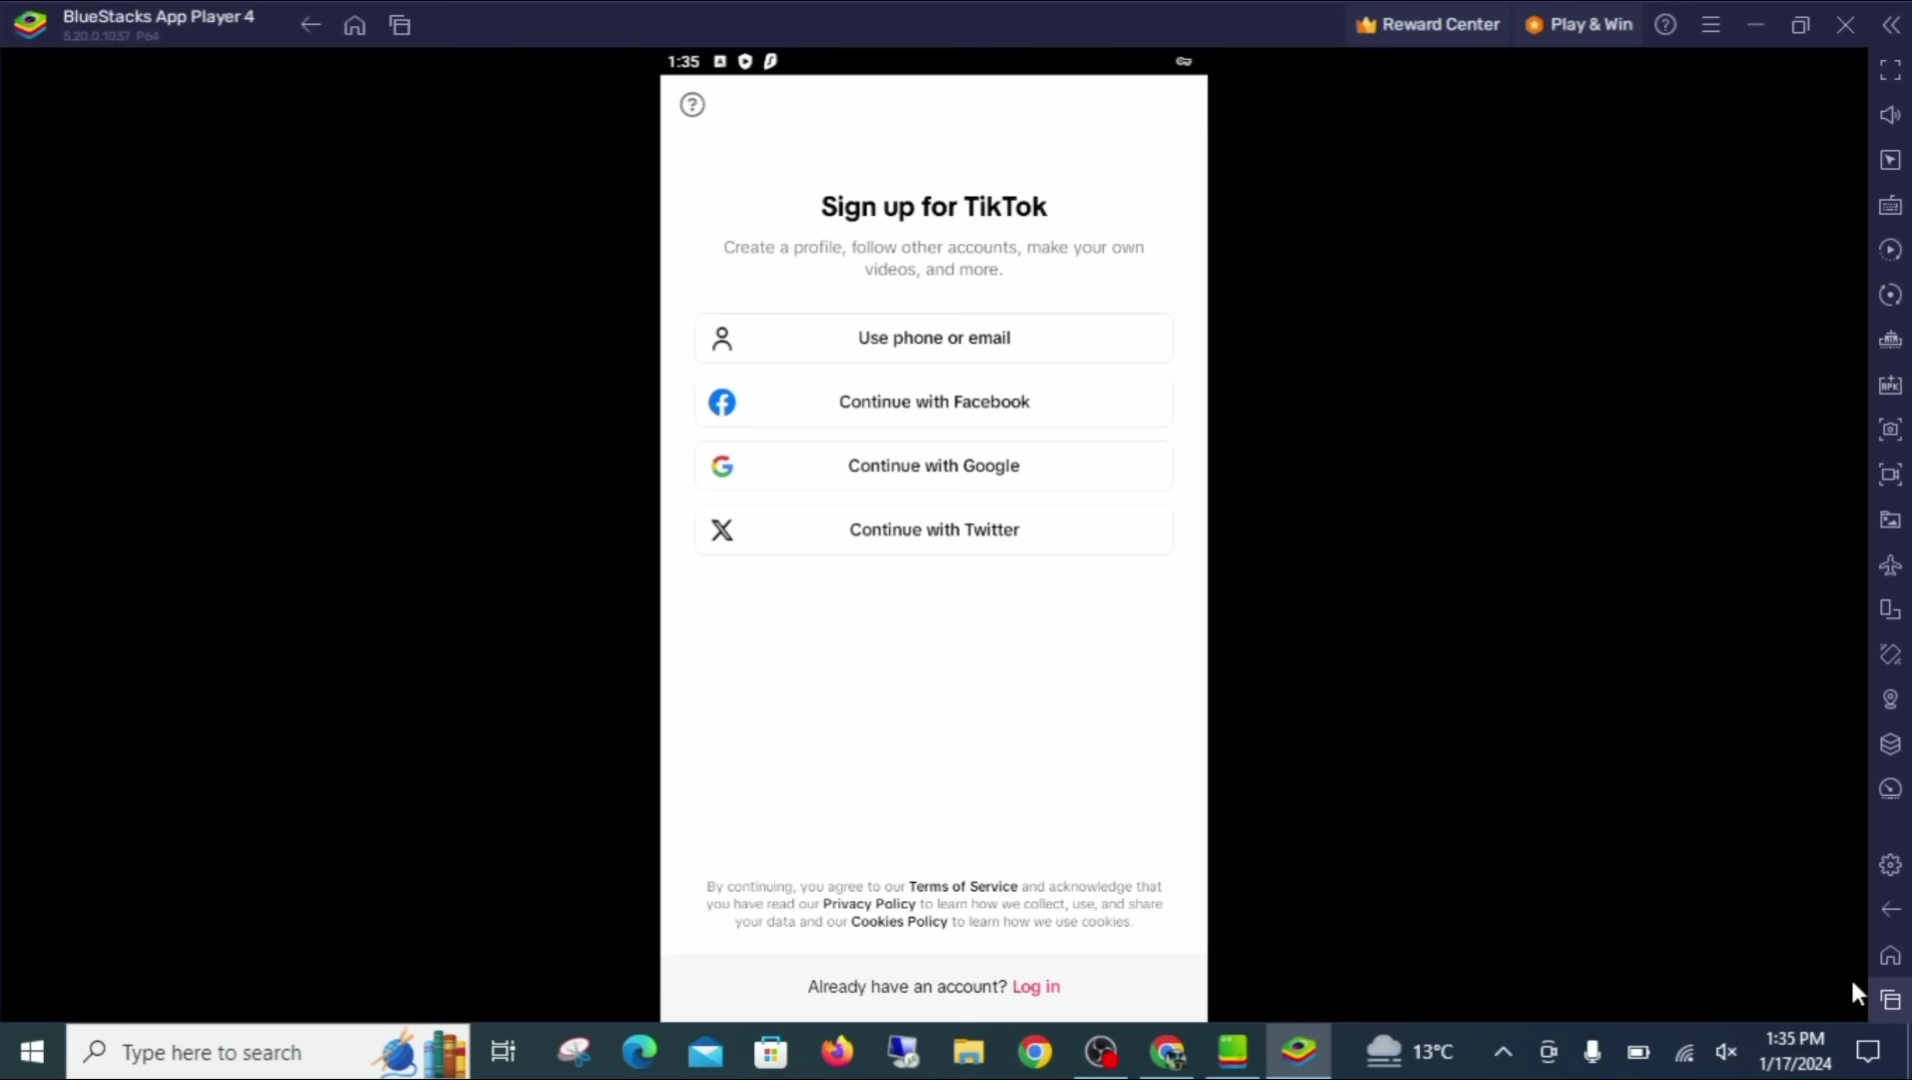 BlueStacks App Player 4
5.20.0.1037 P64
Reward Center
Play & Win
1:35
Sign up for TikTok
Create a profile, follow other accounts, make your own
videos, and more.
Use phone or email
Continue with Facebook
Continue with Google
Continue with Twitter
By continuing, you agree to our Terms of Service and acknowledge that
you have read our Privacy Policy to learn how we collect, use, and share
your data and our Cookies Policy to learn how we use cookies.
Already have an account? Log in
Type here to search
13°C
1:35 PM
1/17/2024